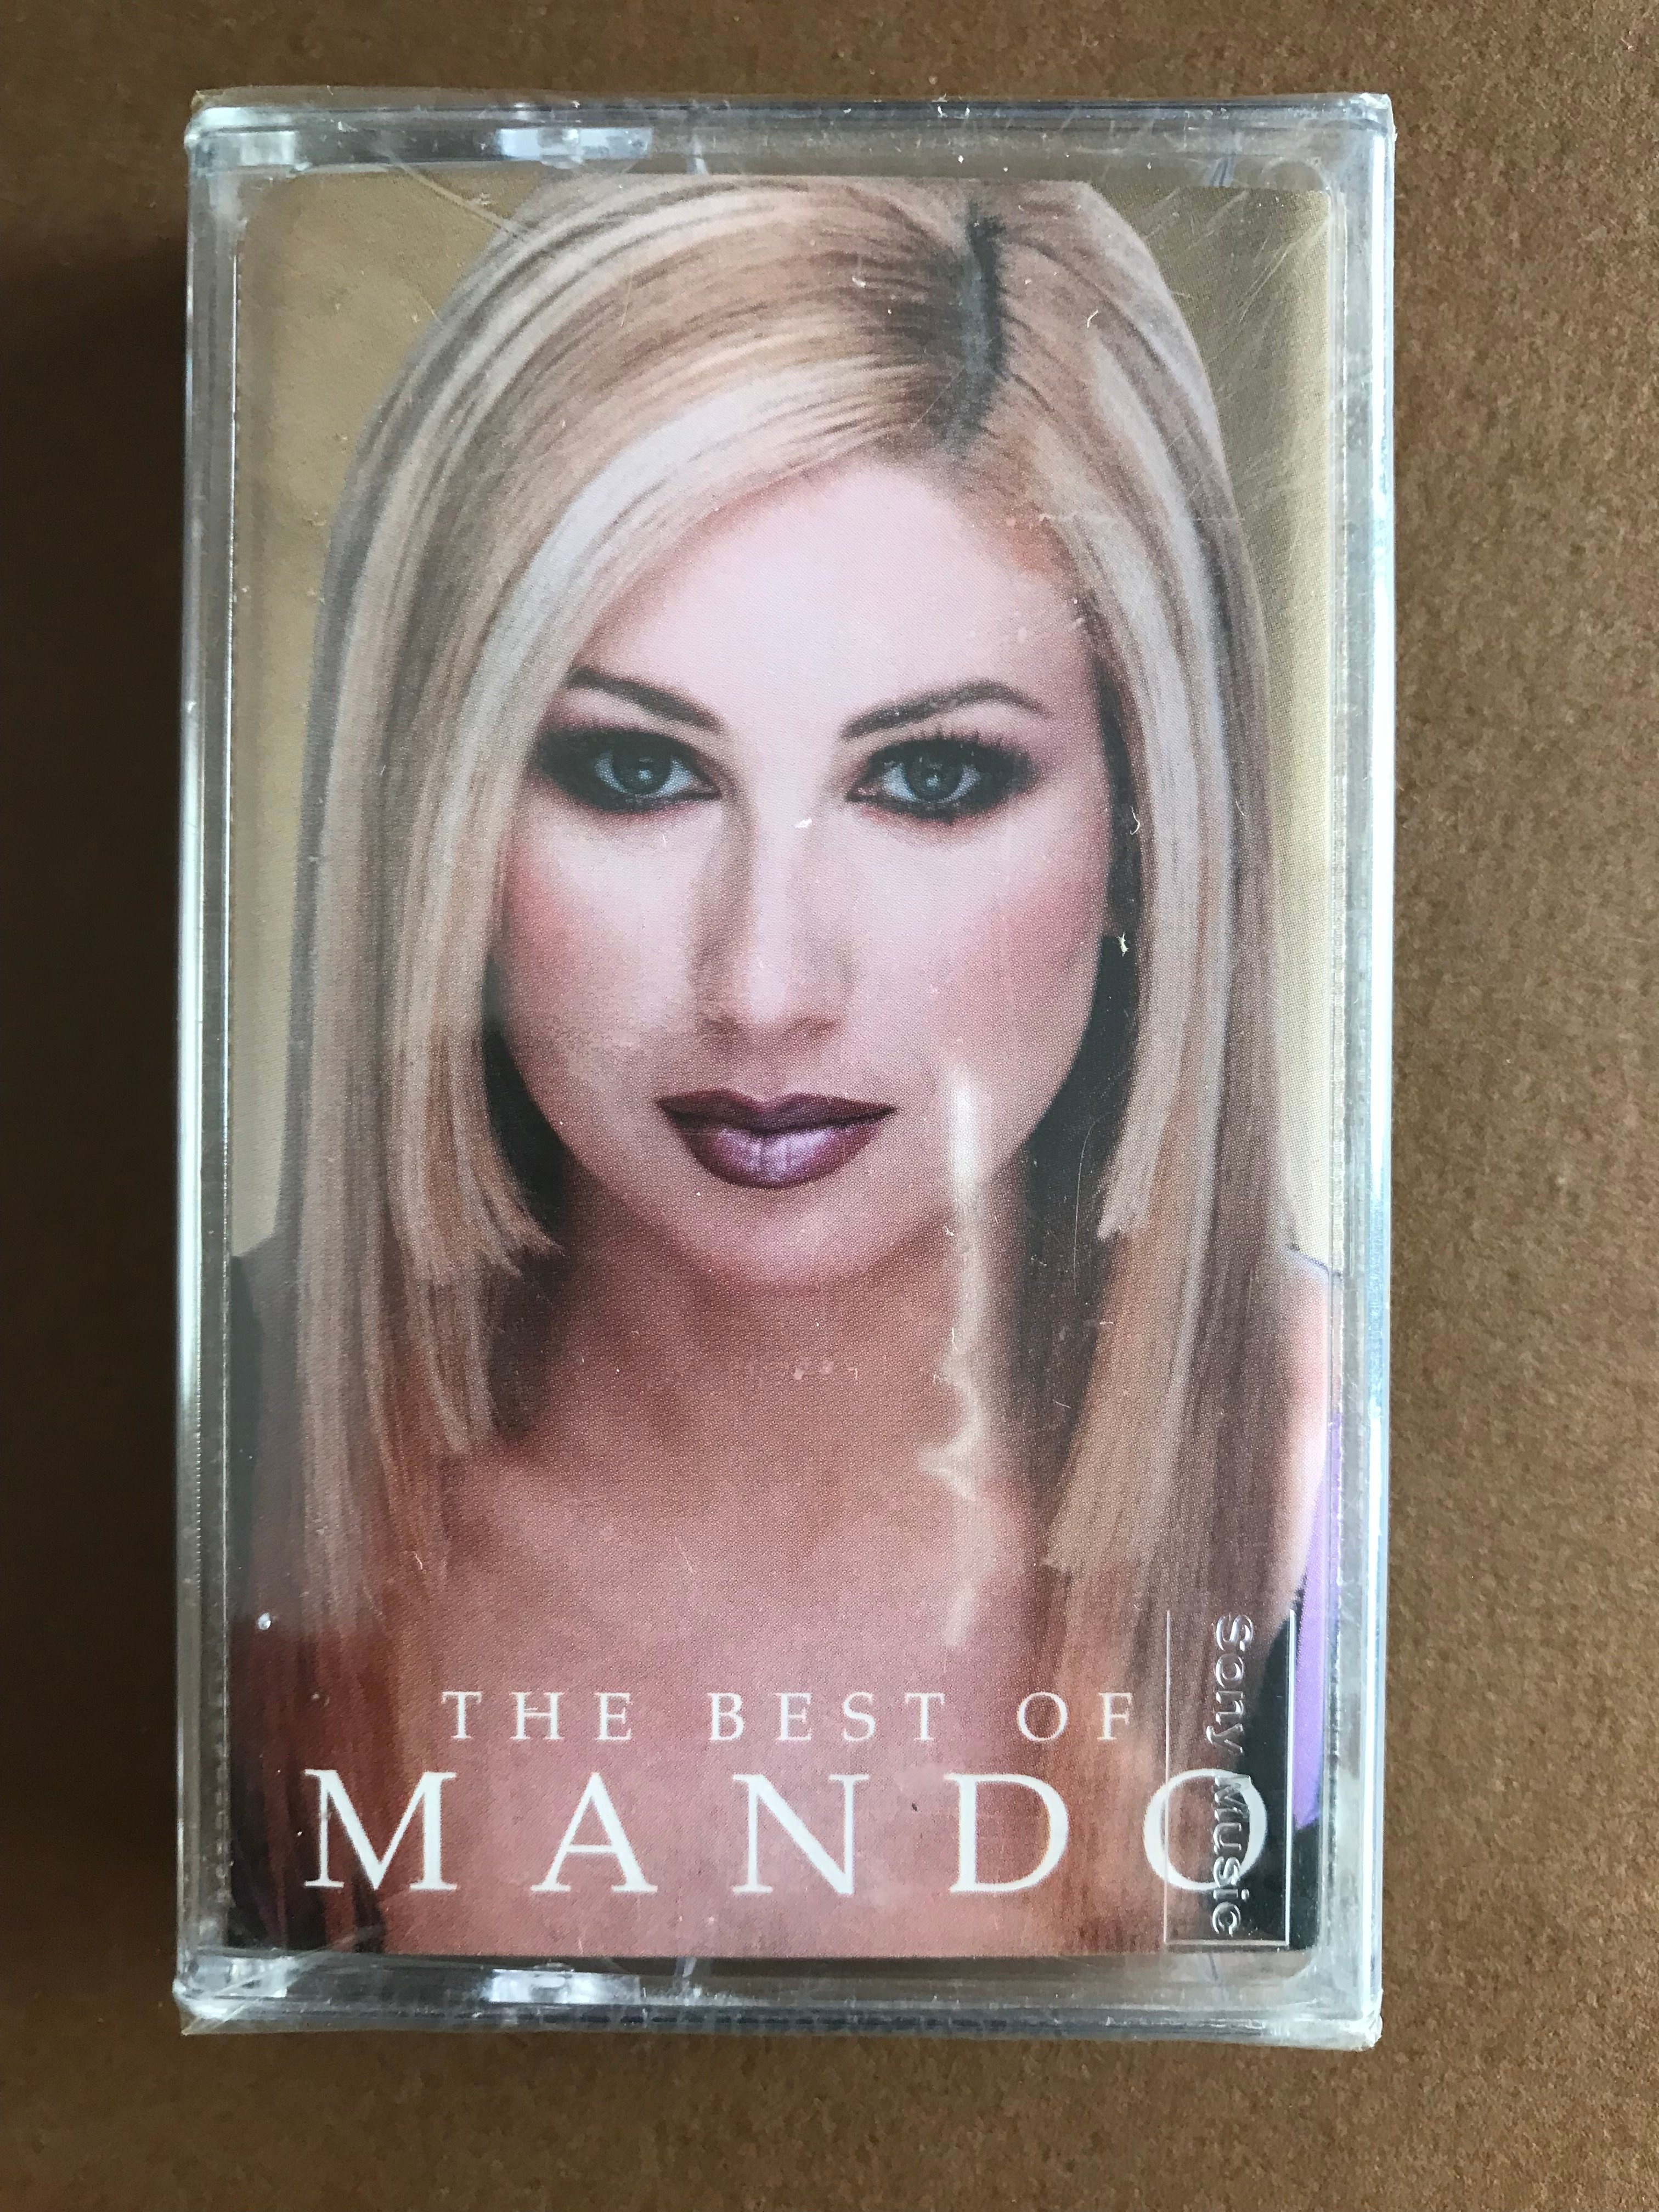 THE BEST OF
MANDO
Sony Music